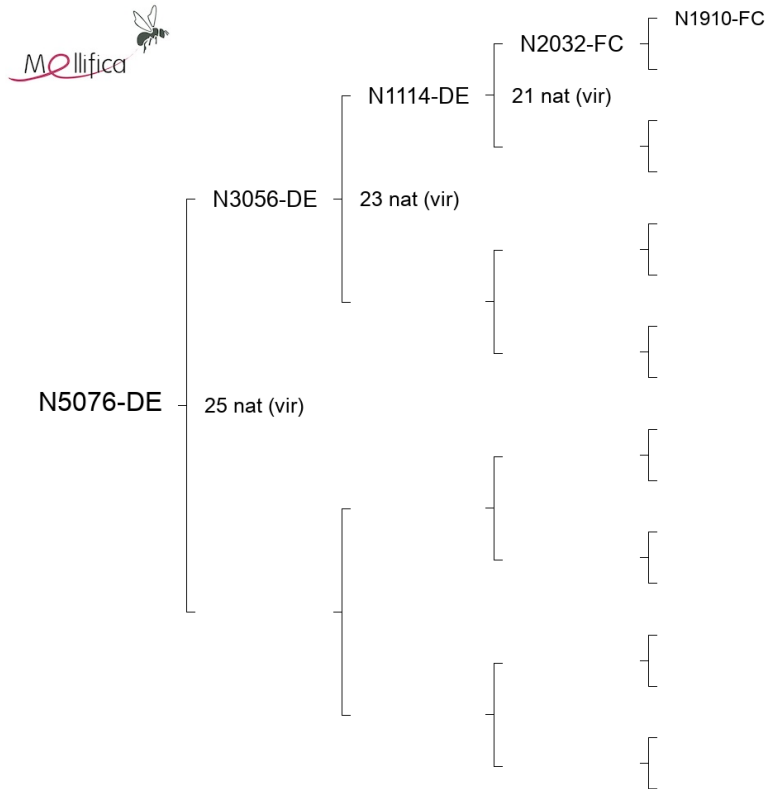 Mellifica
N1910-FC
N2032-FC
N1114-DE
21 nat (vir)
N3056-DE
23 nat (vir)
N5076-DE
25 nat (vir)